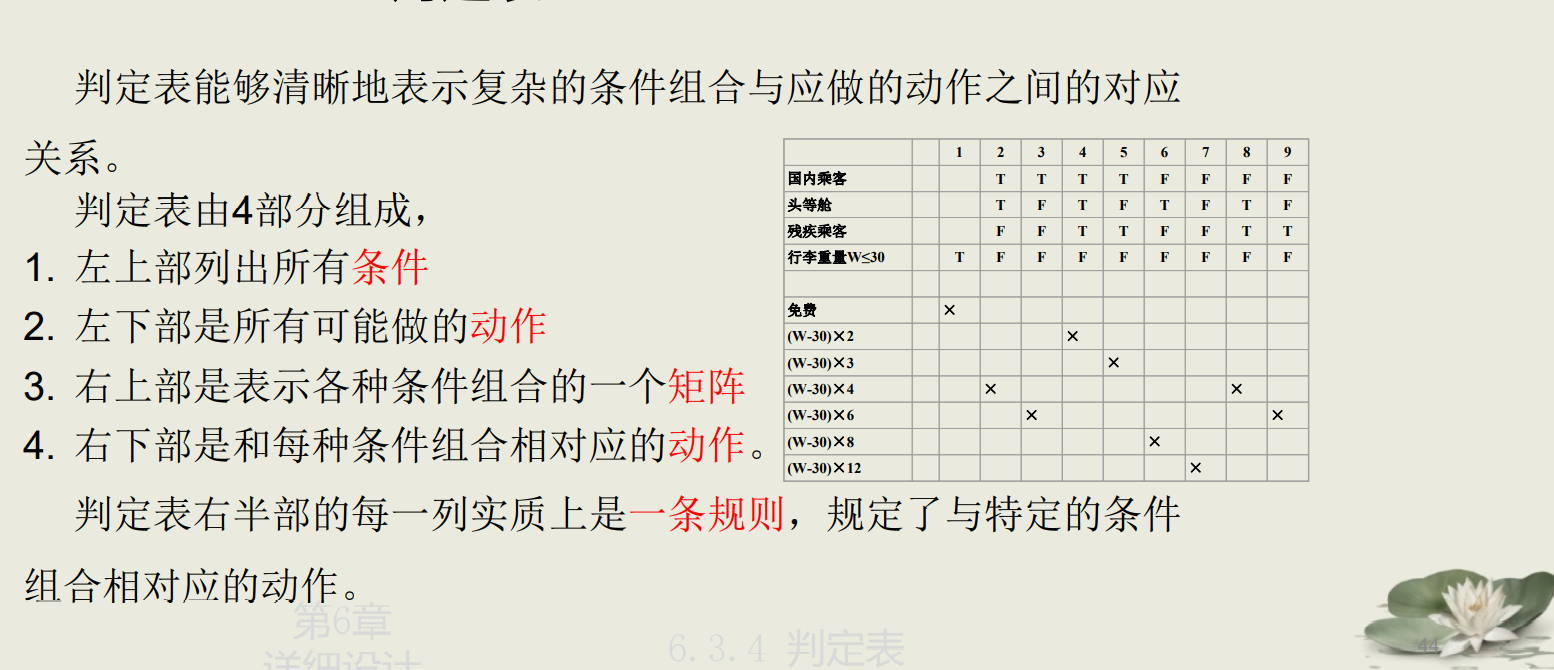 判定表能够清晰地表示复杂的条件组合与应做的动作之间的对应
关系。
判定表由4部分组成，
1. 左上部列出所有条件
2. 左下部是所有可能做的动作
3. 右上部是表示各种条件组合的一个矩阵
4. 右下部是和每种条件组合相对应的动作。
判定表右半部的每一列实质上是一条规则，规定了与特定的条件
组合相对应的动作。
1 2 3 4 5 6 7 8 9
国内乘客 T T T T F F F F
头等舱 T F T F T F T F
残疾乘客 F F T T F F T T
行李重量W≤30 T F F F F F F F F
免费 ×
(W-30)×2 ×
(W-30)×3 ×
(W-30)×4 × ×
(W-30)×6 × ×
(W-30)×8 ×
(W-30)×12 ×
第6章
详细设计
6.3.4 判定表
44